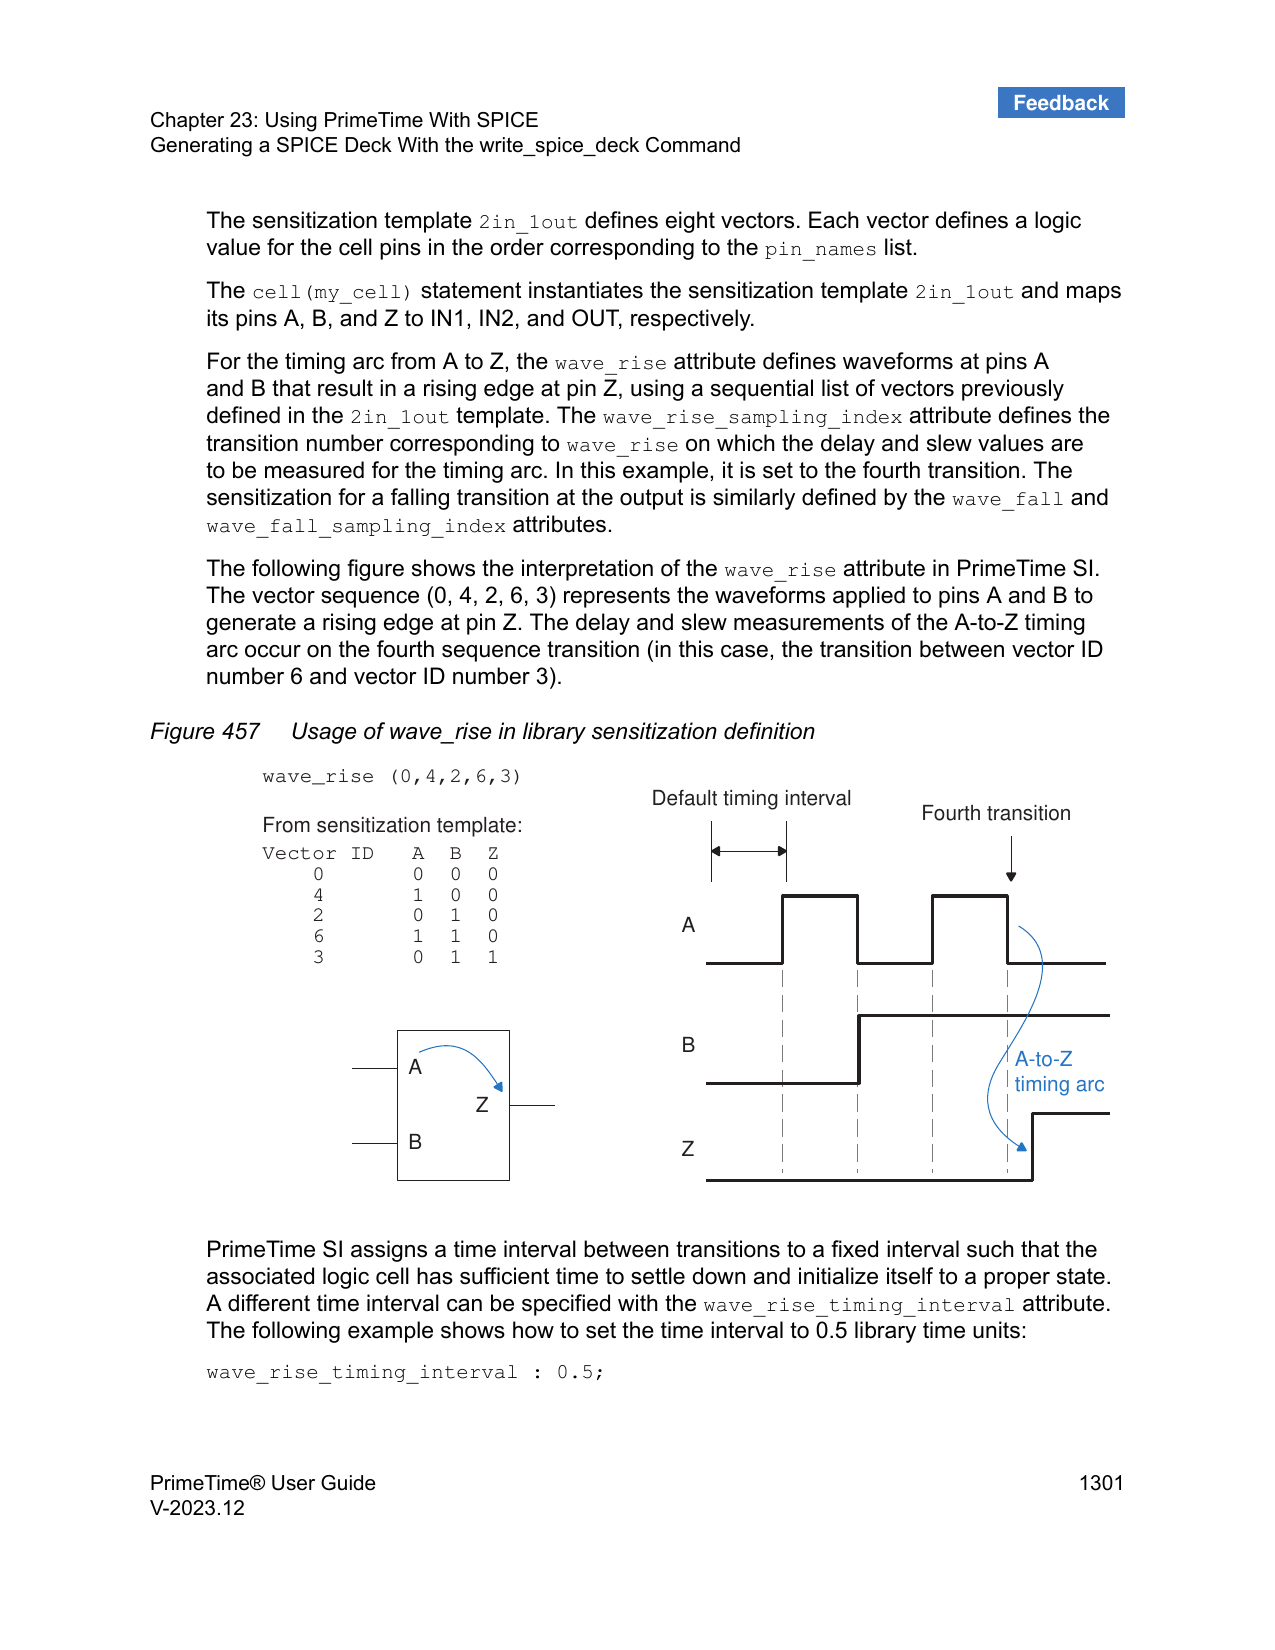 Feedback
Chapter 23: Using PrimeTime With SPICE
Generating a SPICE Deck With the write_spice_deck Command
The sensitization template 2in_1out defines eight vectors. Each vector defines a logic
value for the cell pins in the order corresponding to the pin_names list.
The cell(my_cell) statement instantiates the sensitization template 2in_1out and maps
its pins A, B, and Z to IN1, IN2, and OUT, respectively.
For the timing arc from A to Z, the wave_rise attribute defines waveforms at pins A
and B that result in a rising edge at pin Z, using a sequential list of vectors previously
defined in the 2in_1out template. The wave_rise_sampling_index attribute defines the
transition number corresponding to wave_rise on which the delay and slew values are
to be measured for the timing arc. In this example, it is set to the fourth transition. The
sensitization for a falling transition at the output is similarly defined by the wave_fall and
wave_fall_sampling_index attributes.
The following figure shows the interpretation of the wave_rise attribute in PrimeTime SI.
The vector sequence (0, 4, 2, 6, 3) represents the waveforms applied to pins A and B to
generate a rising edge at pin Z. The delay and slew measurements of the A-to-Z timing
arc occur on the fourth sequence transition (in this case, the transition between vector ID
number 6 and vector ID number 3).
Figure 457 Usage of wave_rise in library sensitization definition
wave_rise (0,4,2,6,3)
From sensitization template:
Vector ID A B Z
0 0 0 0
4 1 0 0
2 0 1 0
6 1 1 0
3 0 1 1
A
Z
B
Default timing interval
Fourth transition
A
B
A-to-Z
timing arc
Z
PrimeTime SI assigns a time interval between transitions to a fixed interval such that the
associated logic cell has sufficient time to settle down and initialize itself to a proper state.
A different time interval can be specified with the wave_rise_timing_interval attribute.
The following example shows how to set the time interval to 0.5 library time units:
wave_rise_timing_interval : 0.5;
PrimeTime® User Guide 1301
V-2023.12